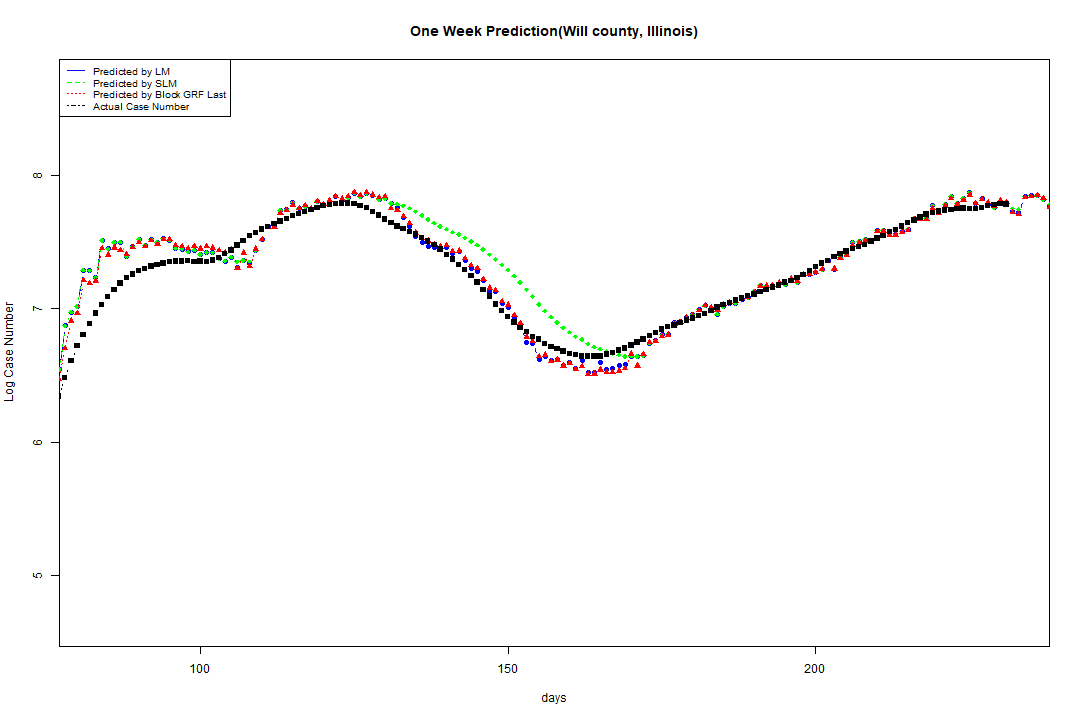 One Week Prediction(Will county, Illinois)
Predicted by LM
Predicted by SLM
Predicted by Block GRF Last
Actual Case Number
8
7
6
5
Log Case Number
100 150 200
days